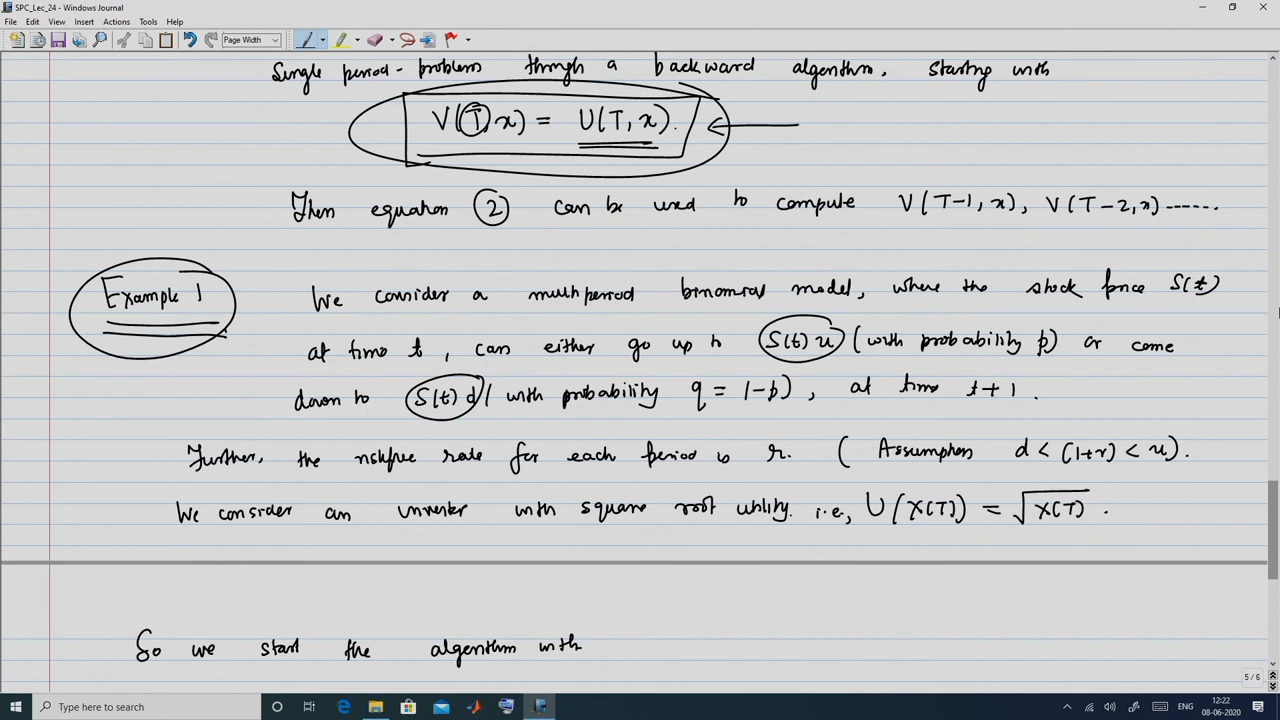 SPC_Lec_24 - Windows Journal
File Edit View Insert Actions Tools Help
Page Width
Single period-problems through a backward algorithm. starting with
V(T,x) = U(T,x).
Then equation (2) can be used to compute V(T-1,x), V(T-2,x)------.
Example 1 We consider a multiperiod binomial model, where the stock price S(t)
at time t, can either go up to S(t)u (with probability p) or come
down to S(t)d (with probability q = 1-p), at time t+1.
Further, the riskfree rate for each period is r. (Assumption d < (1+r) < u).
We consider an investor with square root utility. i.e., U(X(T)) = √X(T).
So we start the algorithm with
5/6
Type here to search
ENG
12:22
08-06-2020